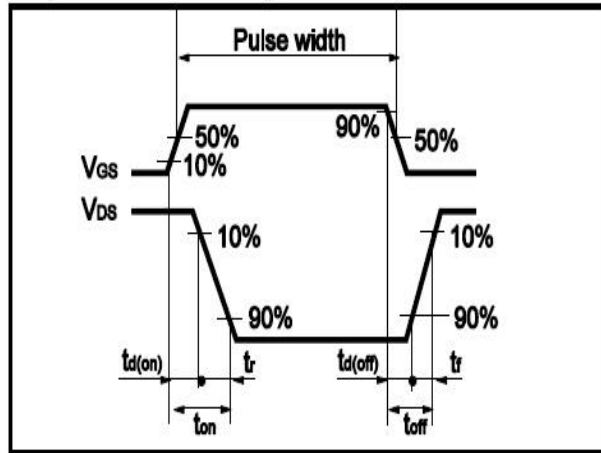 Pulse width
90%
50%
50%
10%
VGS
VDS
10%
10%
90%
90%
td(on)
tr
td(off)
tf
ton
toff